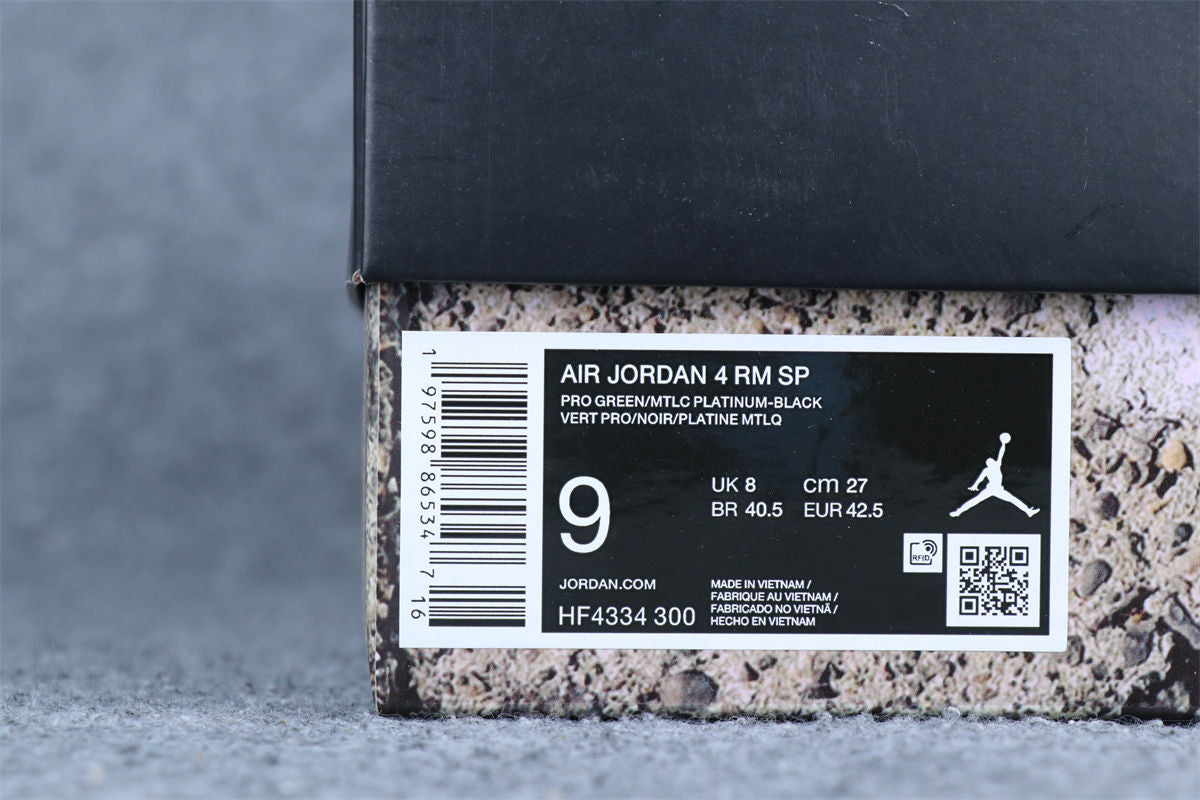 1 97598 86534 7 16
AIR JORDAN 4 RM SP
PRO GREEN/MTLC PLATINUM-BLACK
VERT PRO/NOIR/PLATINE MTLQ
9
UK 8 cm 27
BR 40.5 EUR 42.5
RFID
JORDAN.COM
HF4334 300
MADE IN VIETNAM /
FABRIQUE AU VIETNAM /
FABRICADO NO VIETNÃ /
HECHO EN VIETNAM